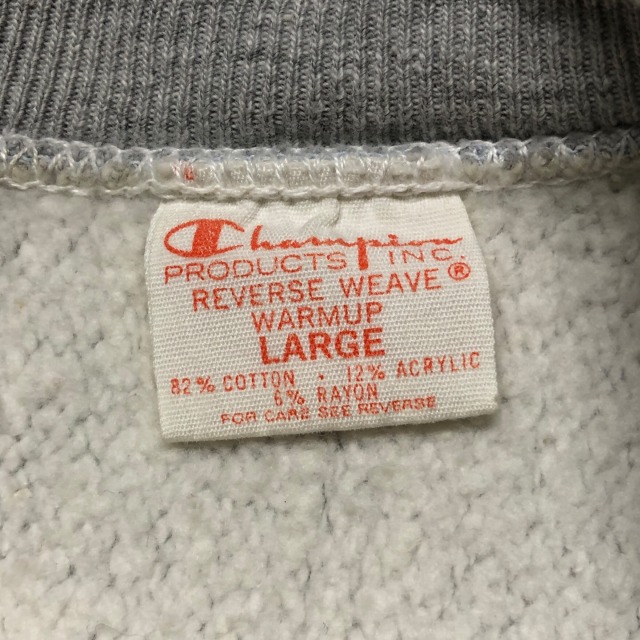 Champion
PRODUCTS INC.
REVERSE WEAVE®
WARMUP
LARGE
82% COTTON · 12% ACRYLIC
6% RAYON
FOR CARE SEE REVERSE